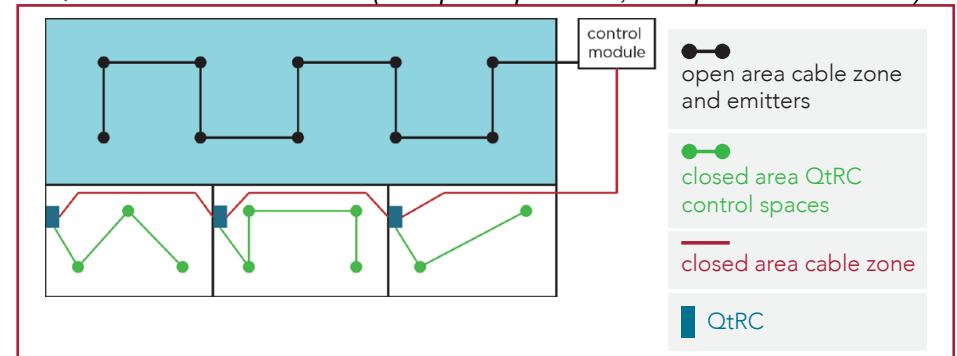 control
module
open area cable zone
and emitters
closed area QtRC
control spaces
closed area cable zone
QtRC